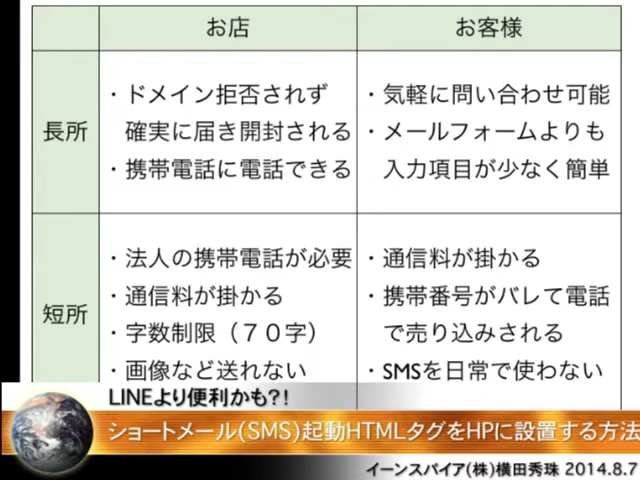 お店
お客様
長所
・ドメイン拒否されず
確実に届き開封される
・携帯電話に電話できる
・気軽に問い合わせ可能
・メールフォームよりも
入力項目が少なく簡単
短所
・法人の携帯電話が必要
・通信料が掛かる
・字数制限（７０字）
・画像など送れない
・通信料が掛かる
・携帯番号がバレて電話
で売り込みされる
・SMSを日常で使わない
LINEより便利かも?!
ショートメール(SMS)起動HTMLタグをHPに設置する方法
イーンスパイア(株)横田秀珠 2014.8.7